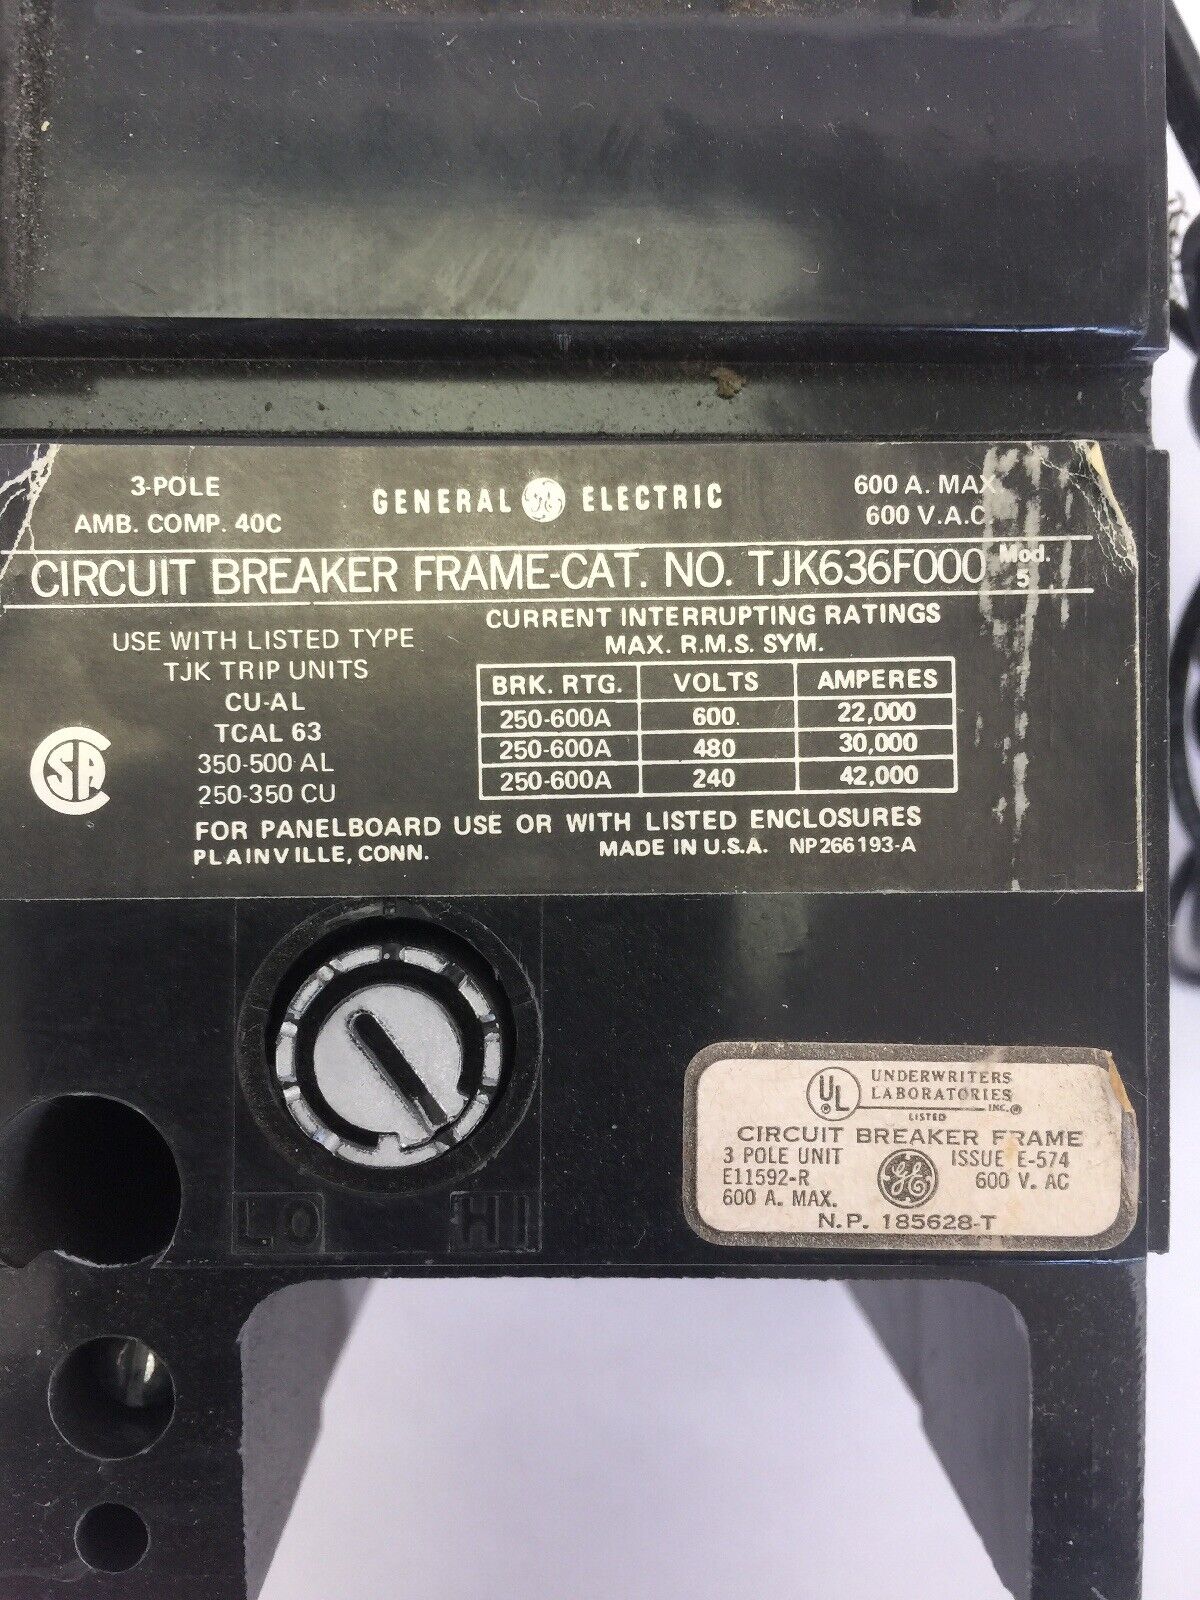 3-POLE
AMB. COMP. 40C
GENERAL GE ELECTRIC
600 A. MAX.
600 V.A.C.
CIRCUIT BREAKER FRAME-CAT. NO. TJK636F000 Mod. 5
USE WITH LISTED TYPE
TJK TRIP UNITS
CU-AL
TCAL 63
350-500 AL
250-350 CU
SA
CURRENT INTERRUPTING RATINGS
MAX. R.M.S. SYM.
BRK. RTG. VOLTS AMPERES
250-600A 600 22,000
250-600A 480 30,000
250-600A 240 42,000
FOR PANELBOARD USE OR WITH LISTED ENCLOSURES
PLAINVILLE, CONN. MADE IN U.S.A. NP266193-A
LO HI
UL ® UNDERWRITERS
LABORATORIES
INC.®
LISTED
CIRCUIT BREAKER FRAME
3 POLE UNIT GE ISSUE E-574
E11592-R 600 V. AC
600 A. MAX.
N.P. 185628-T